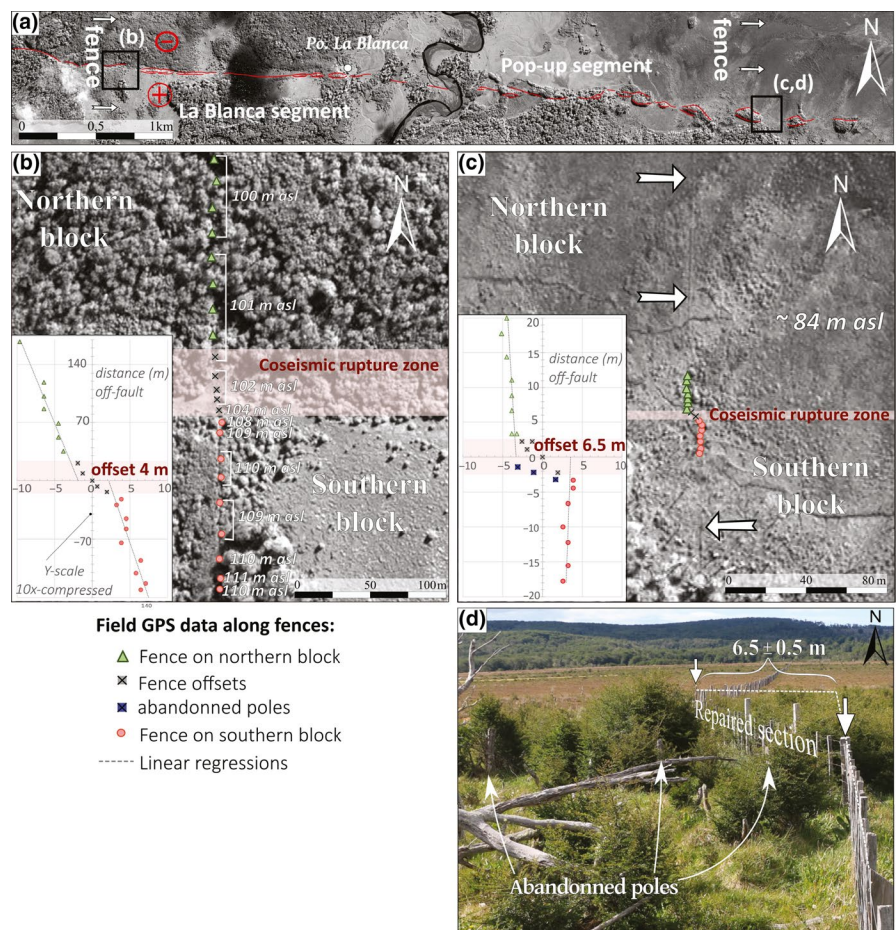 (a)
fence
(b)
−
+
Pò. La Blanca
La Blanca segment
Pop-up segment
fence
(c,d)
N
0 0.5 1km
(b)
Northern
block
100 m asl
101 m asl
N
Coseismic rupture zone
102 m asl
104 m asl
108 m asl
109 m asl
110 m asl
109 m asl
110 m asl
111 m asl
110 m asl
Southern
block
0 50 100 m
140
distance (m)
off-fault
70
offset 4 m
-10 -5 0 5 10
-70
Y-scale
10x-compressed
140
(c)
Northern
block
N
~ 84 m asl
Coseismic rupture zone
Southern
block
0 40 80 m
20
distance (m)
off-fault
15
10
5
offset 6.5 m
-10 -5 0 5 10
-5
-10
-15
-20
Field GPS data along fences:
Fence on northern block
Fence offsets
abandonned poles
Fence on southern block
Linear regressions
(d)
N
6.5 ± 0.5 m
Repaired section
Abandonned poles